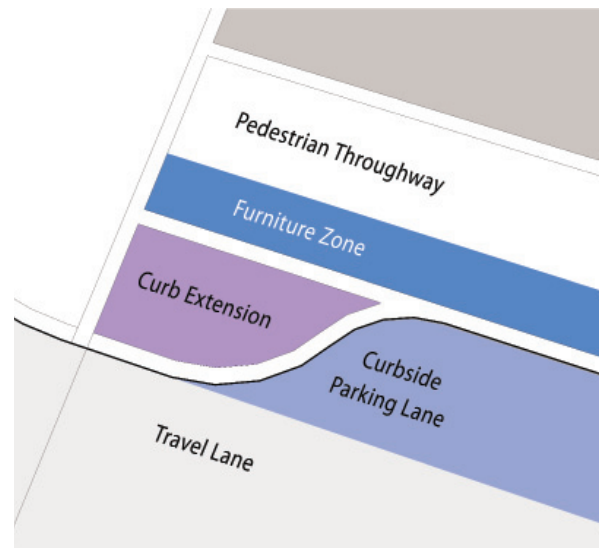 Pedestrian Throughway
Furniture Zone
Curb Extension
Curbside
Parking Lane
Travel Lane